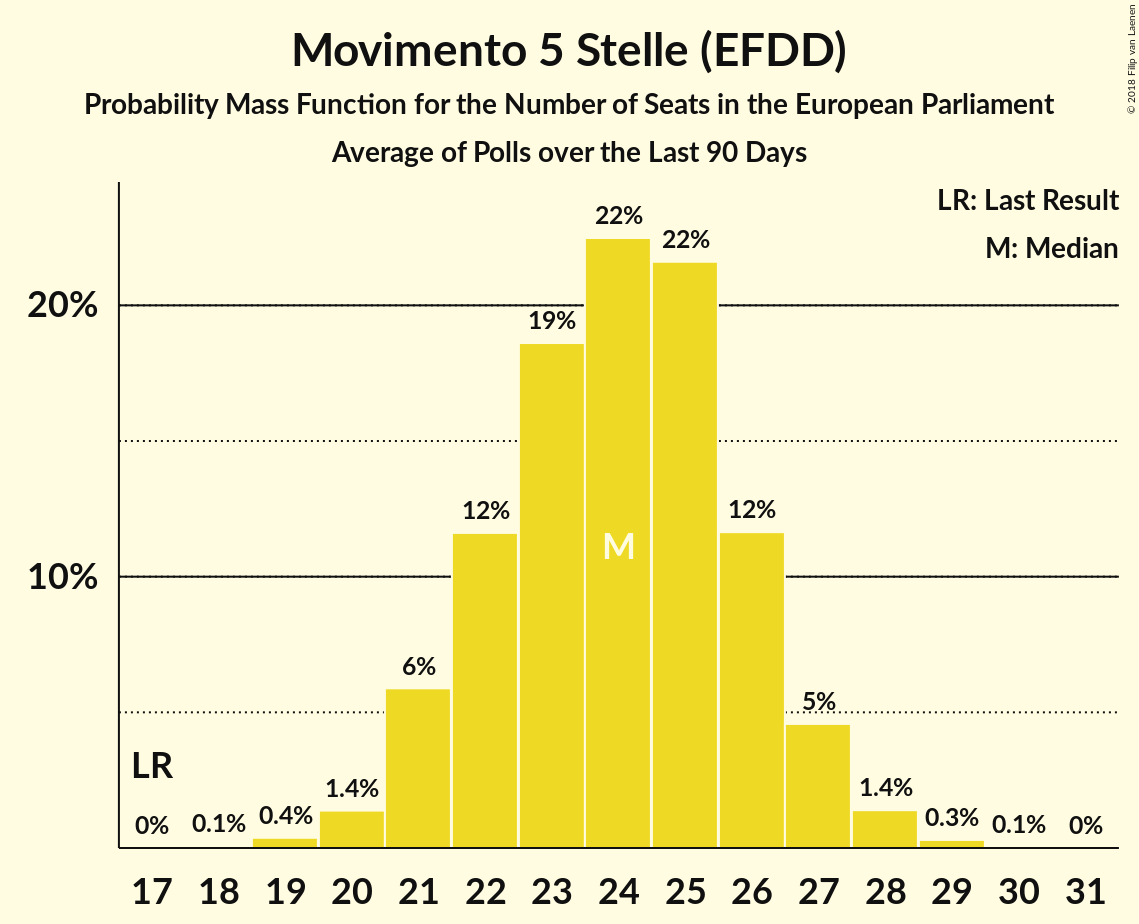 Movimento 5 Stelle (EFDD)
Probability Mass Function for the Number of Seats in the European Parliament
Average of Polls over the Last 90 Days
© 2018 Filip van Laenen
LR: Last Result
M: Median
22%
22%
20%
19%
12%
12%
M
10%
6%
5%
LR
1.4%
1.4%
0%
0.1%
0.4%
0.3%
0.1%
0%
17 18 19 20 21 22 23 24 25 26 27 28 29 30 31